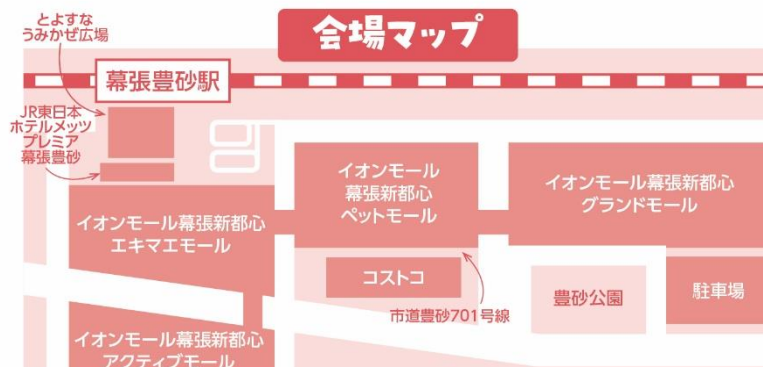 会場マップ
とよすな
うみかぜ広場
幕張豊砂駅
JR東日本
ホテルメッツ
プレミア
幕張豊砂
イオンモール
幕張新都心
ペットモール
イオンモール幕張新都心
グランドモール
イオンモール幕張新都心
エキマエモール
コストコ
市道豊砂701号線
豊砂公園
駐車場
イオンモール幕張新都心
アクティブモール